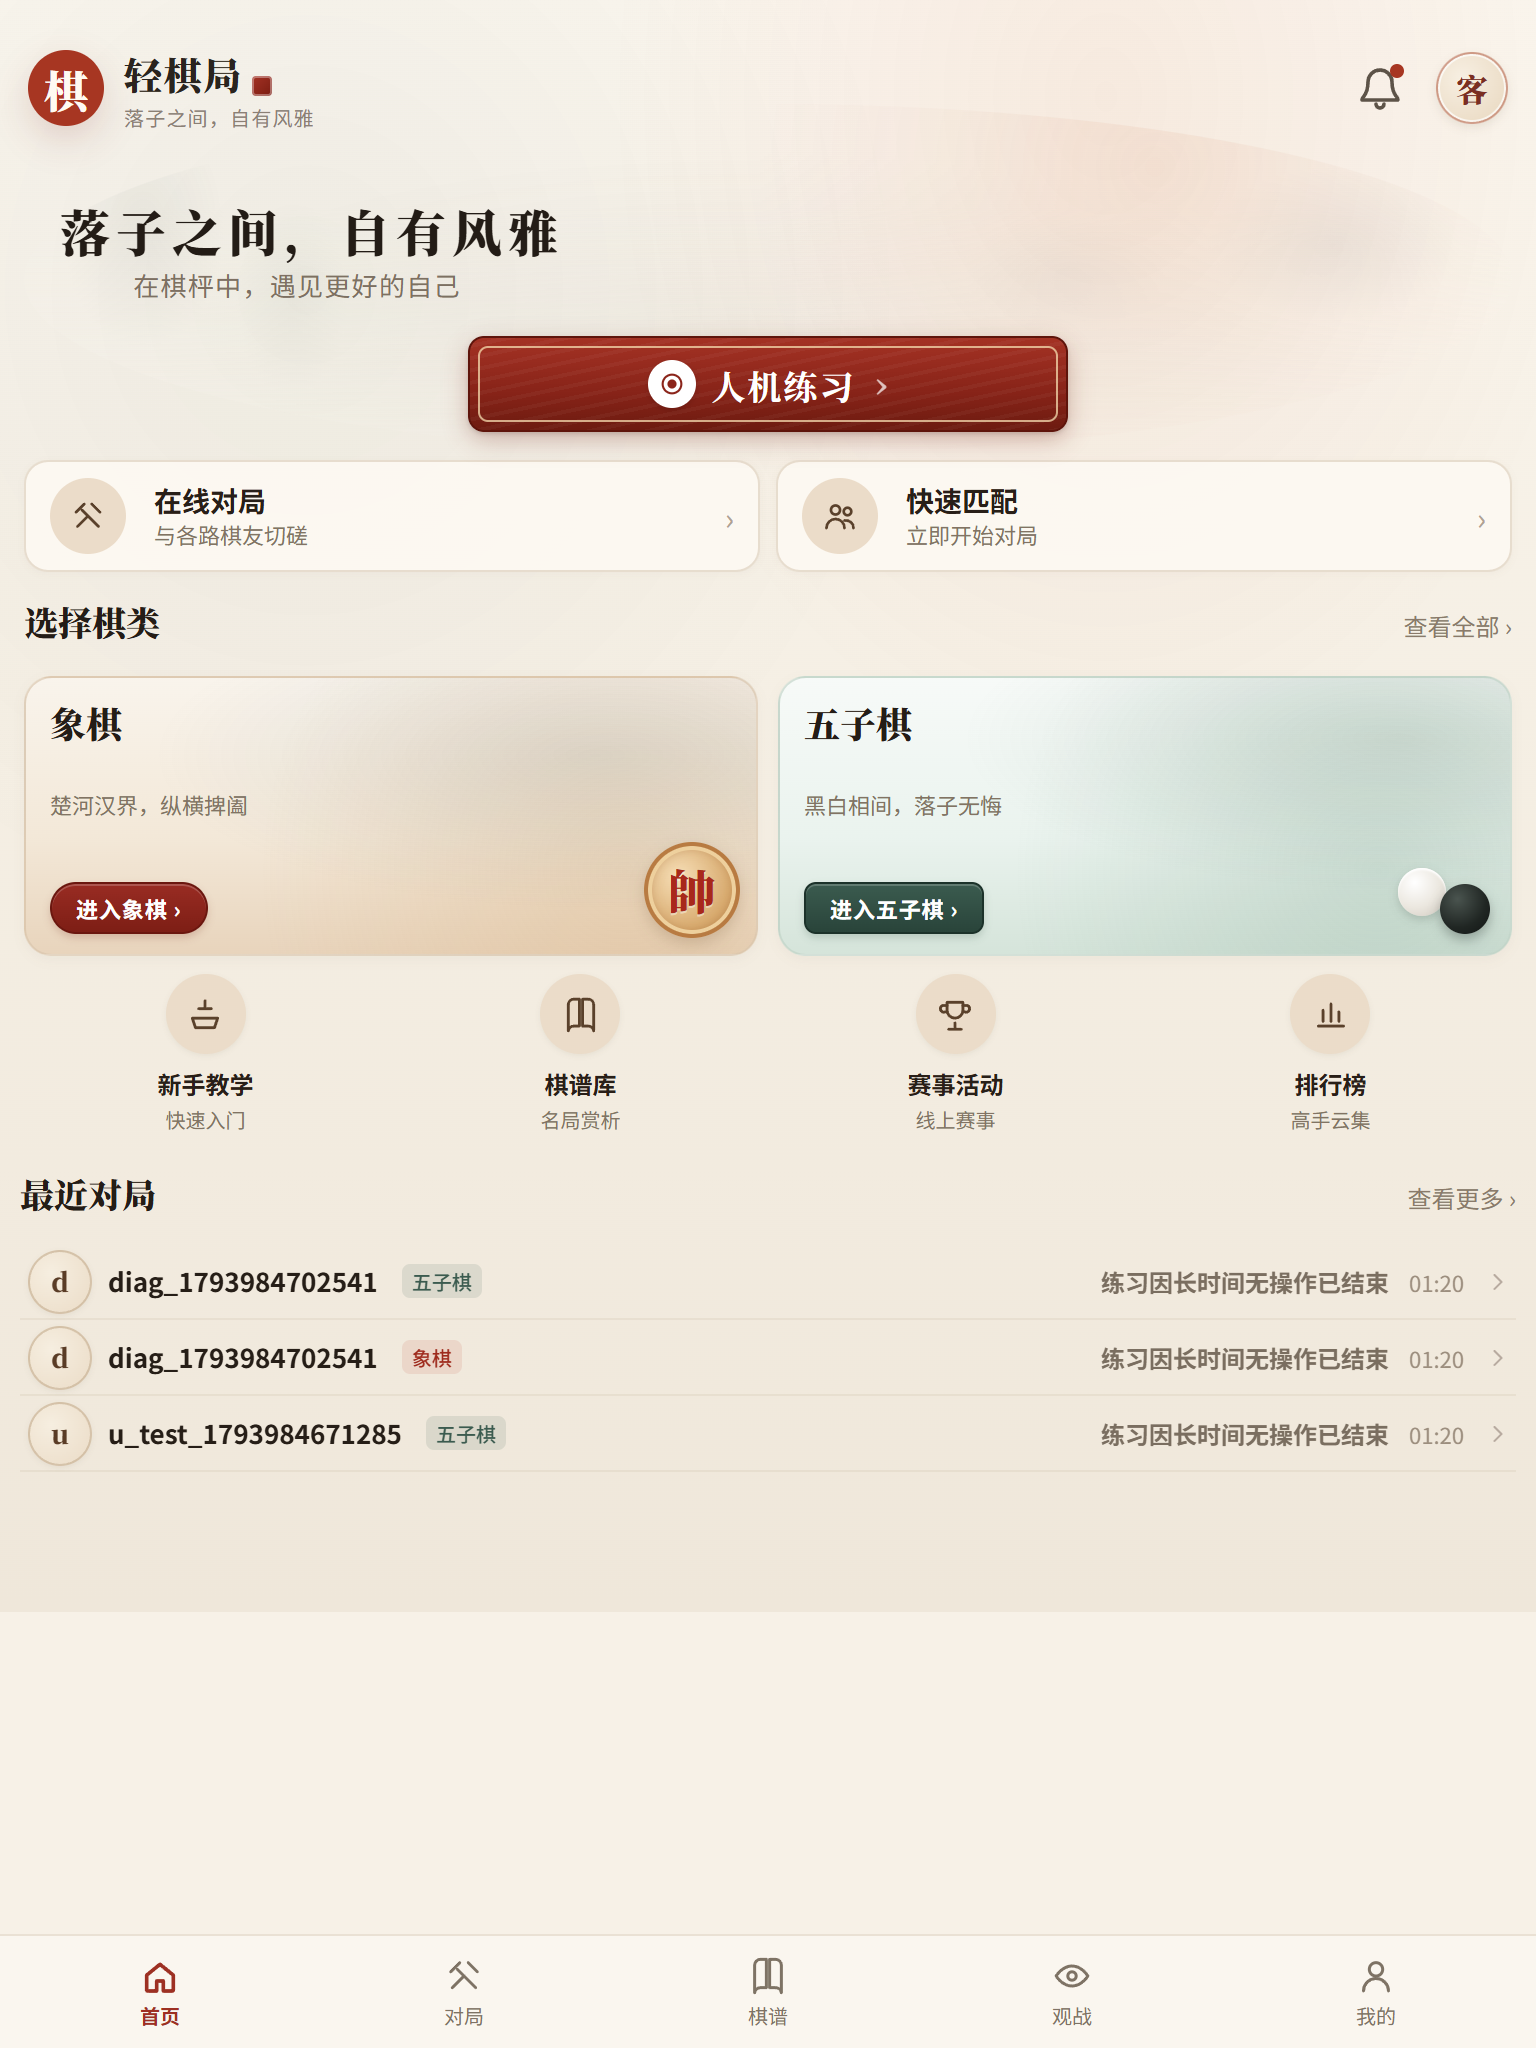 棋
轻棋局
落子之间，自有风雅
客
落子之间，自有风雅
在棋枰中，遇见更好的自己
人机练习 ›
在线对局
与各路棋友切磋
›
快速匹配
立即开始对局
›
选择棋类
查看全部 ›
象棋
楚河汉界，纵横捭阖
进入象棋 ›
帥
五子棋
黑白相间，落子无悔
进入五子棋 ›
新手教学
快速入门
棋谱库
名局赏析
赛事活动
线上赛事
排行榜
高手云集
最近对局
查看更多 ›
d diag_1793984702541 五子棋 练习因长时间无操作已结束 01:20
d diag_1793984702541 象棋 练习因长时间无操作已结束 01:20
u u_test_1793984671285 五子棋 练习因长时间无操作已结束 01:20
首页
对局
棋谱
观战
我的